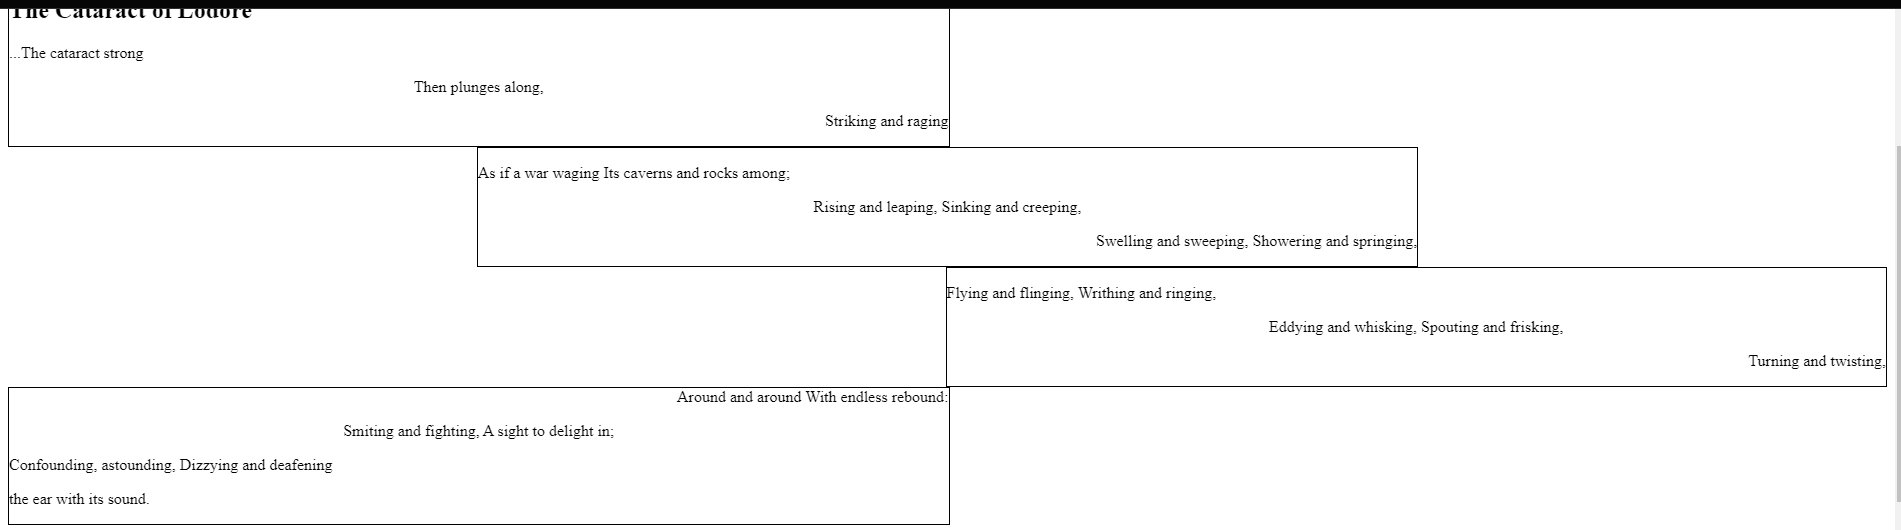 The Cataract of Lodore
...The cataract strong
Then plunges along,
Striking and raging
As if a war waging Its caverns and rocks among;
Rising and leaping, Sinking and creeping,
Swelling and sweeping, Showering and springing,
Flying and flinging, Writhing and ringing,
Eddying and whisking, Spouting and frisking,
Turning and twisting,
Around and around With endless rebound:
Smiting and fighting, A sight to delight in;
Confounding, astounding, Dizzying and deafening
the ear with its sound.